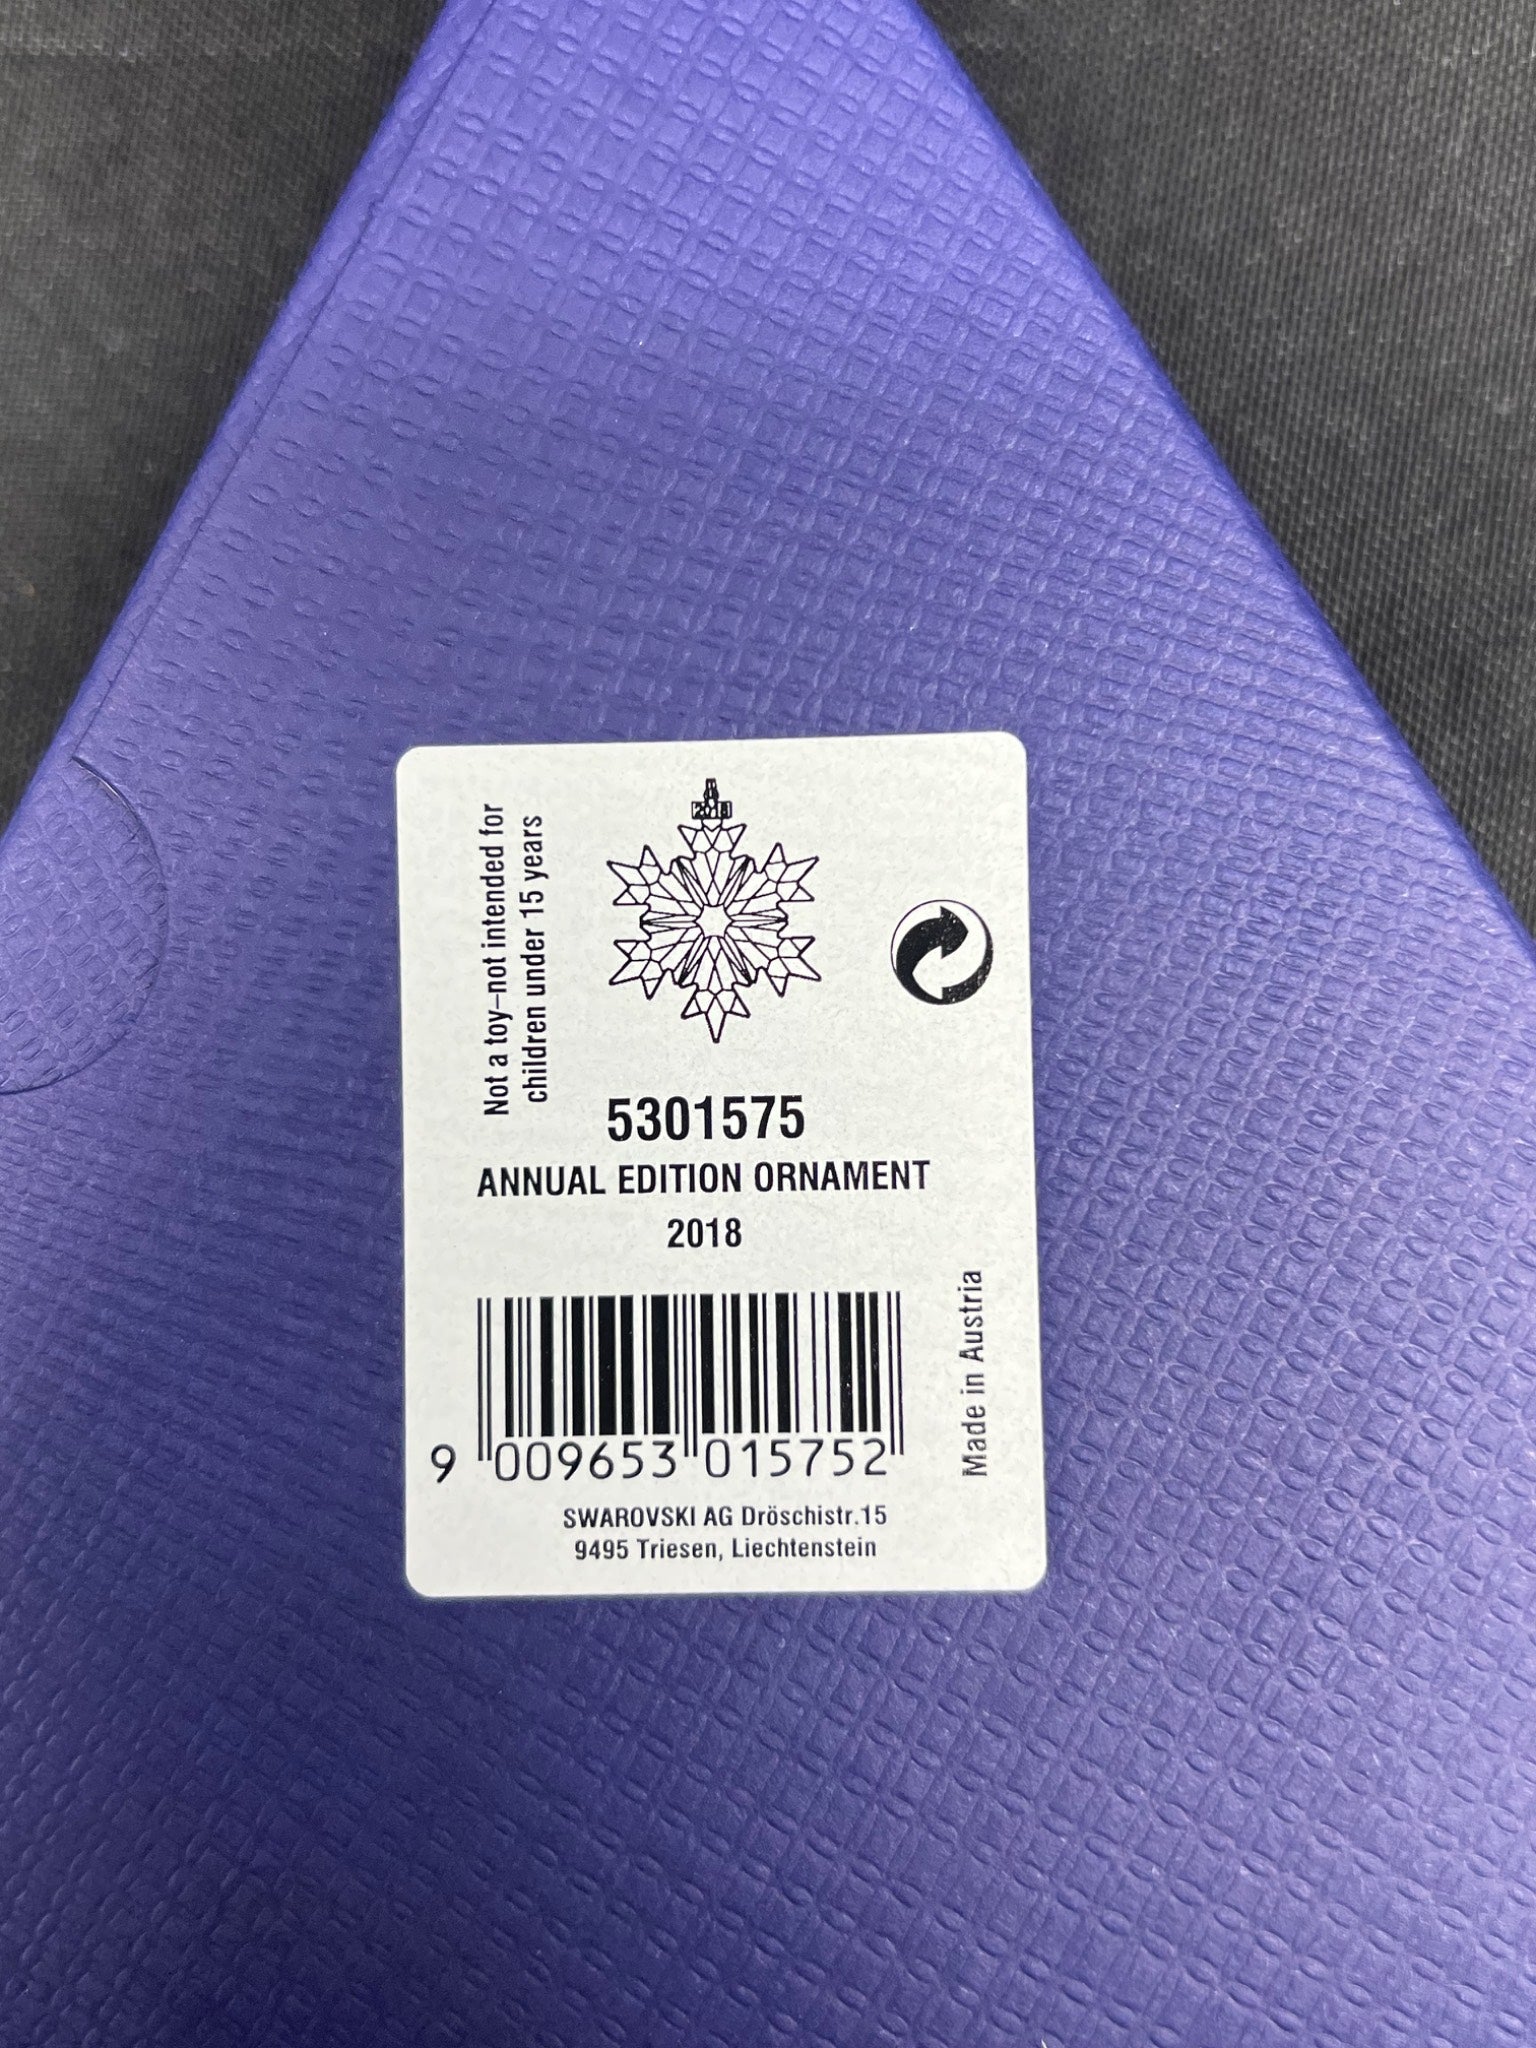 Not a toy–not intended for
children under 15 years
2018
5301575
ANNUAL EDITION ORNAMENT
2018
9 009653 015752
Made in Austria
SWAROVSKI AG Dröschistr.15
9495 Triesen, Liechtenstein